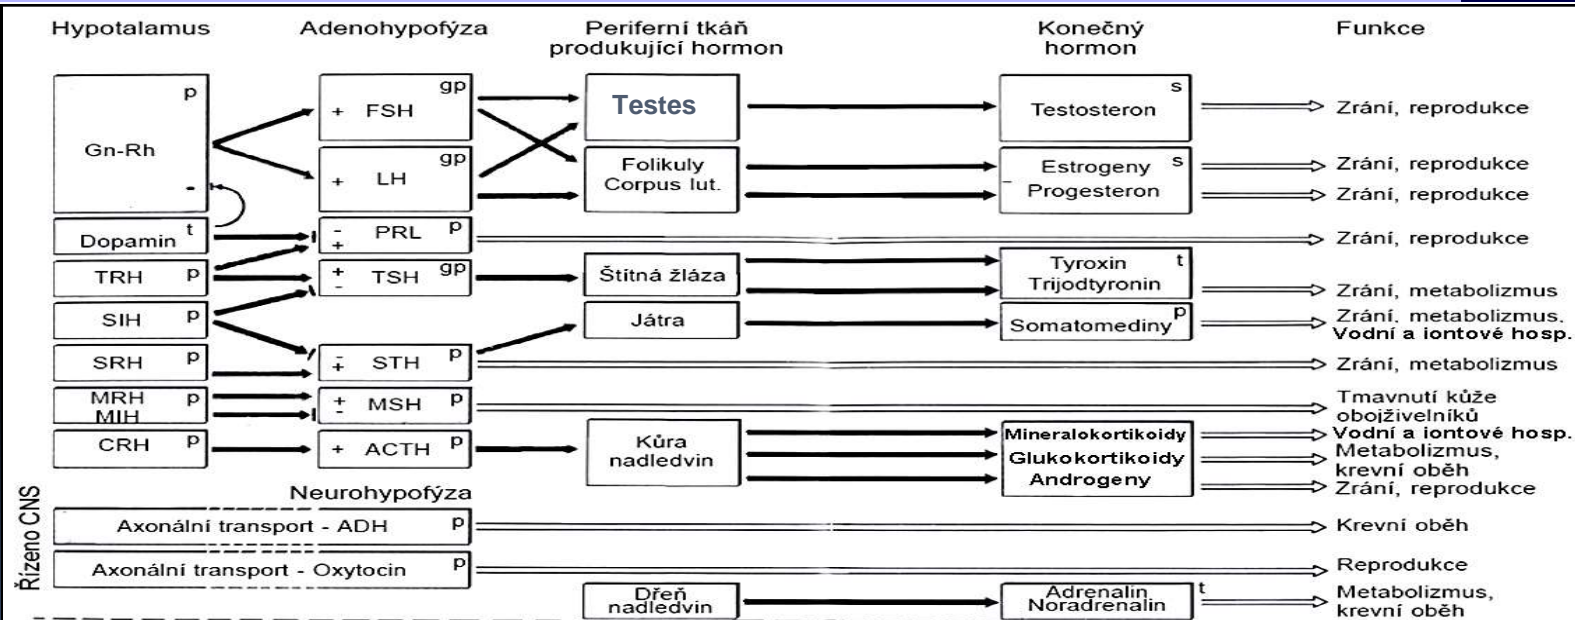 Hypotalamus
Adenohypofýza
Periferní tkáň
produkující hormon
Konečný
hormon
Funkce
Gn-Rh
p
-
+ FSH gp
Testes
Testosteron s
Zrání, reprodukce
+ LH gp
Folikuly
Corpus lut.
Estrogeny s
- Progesteron
Zrání, reprodukce
Zrání, reprodukce
Dopamin t
- PRL p
+
Zrání, reprodukce
TRH p
+ TSH gp
-
Štítná žláza
Tyroxin t
Trijodtyronin
Zrání, metabolizmus
SIH p
Játra
Somatomediny p
Zrání, metabolizmus.
Vodní a iontové hosp.
SRH p
- STH p
+
Zrání, metabolizmus
MRH p
MIH
+ MSH p
-
Tmavnutí kůže
obojživelníků
CRH p
+ ACTH p
Kůra
nadledvin
Mineralokortikoidy
Glukokortikoidy
Androgeny
Vodní a iontové hosp.
Metabolizmus,
krevní oběh
Zrání, reprodukce
Řízeno CNS
Neurohypofýza
Axonální transport - ADH p
Krevní oběh
Axonální transport - Oxytocin p
Reprodukce
Dřeň
nadledvin
Adrenalin t
Noradrenalin
Metabolizmus,
krevní oběh